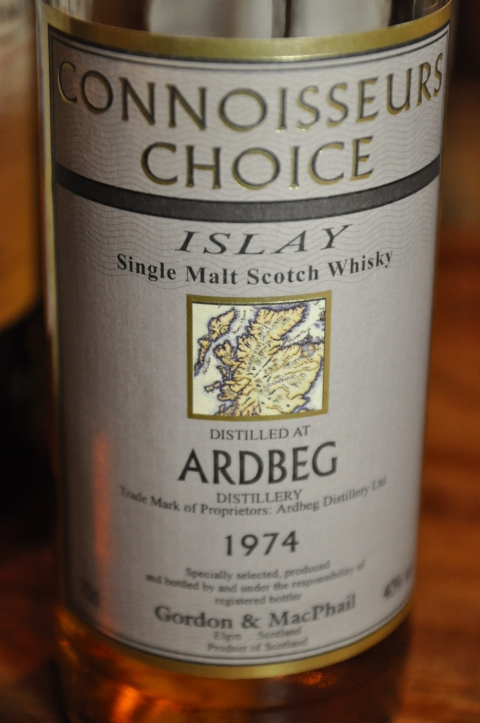 CONNOISSEURS
CHOICE
ISLAY
Single Malt Scotch Whisky
DISTILLED AT
ARDBEG
DISTILLERY
Trade Mark of Proprietors: Ardbeg Distillery Ltd
1974
Specially selected, produced
and bottled by and under the responsibility of
registered bottler
Gordon & MacPhail
Elgin Scotland
Product of Scotland